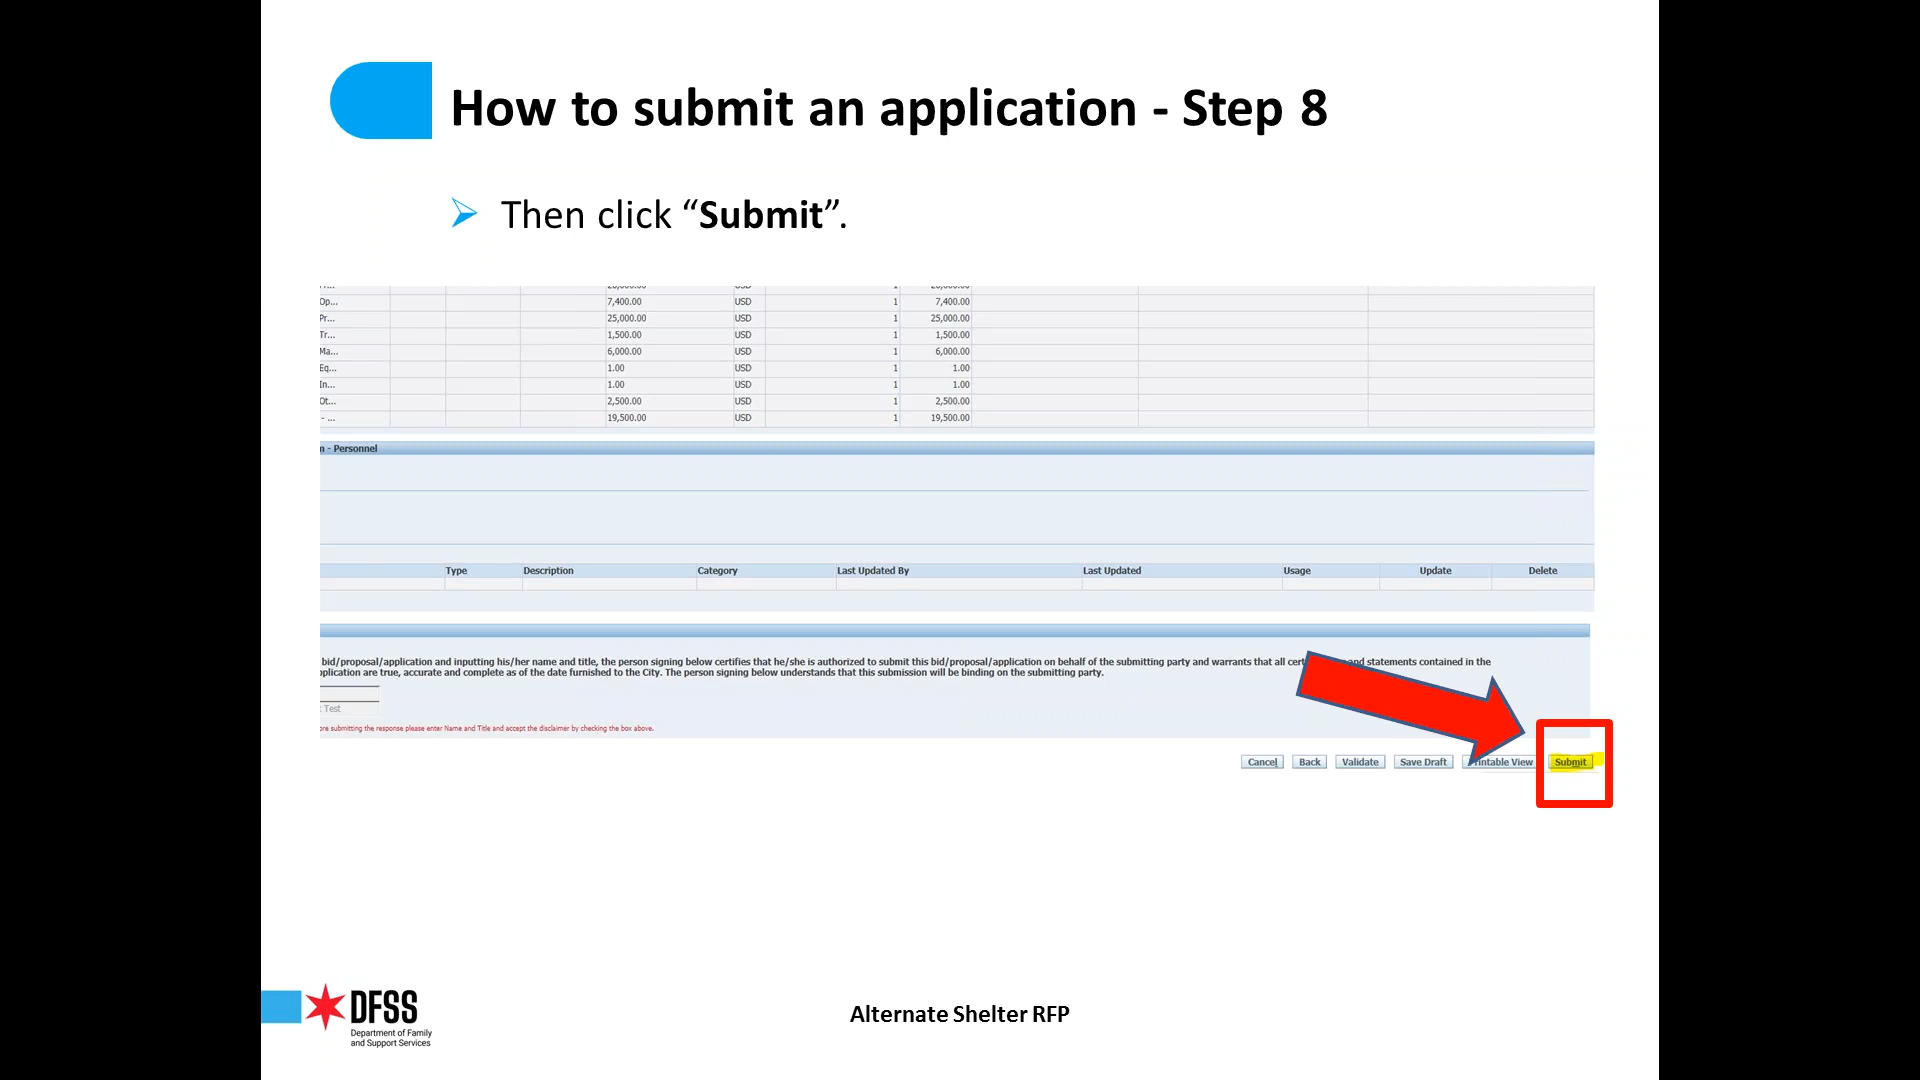 How to submit an application - Step 8
Then click “Submit”.
Op... 7,400.00 USD 1 7,400.00
Pr... 25,000.00 USD 1 25,000.00
Tr... 1,500.00 USD 1 1,500.00
Ma... 6,000.00 USD 1 6,000.00
Eq... 1.00 USD 1 1.00
In... 1.00 USD 1 1.00
Ot... 2,500.00 USD 1 2,500.00
- ... 19,500.00 USD 1 19,500.00
n - Personnel
Type Description Category Last Updated By Last Updated Usage Update Delete
bid/proposal/application and inputting his/her name and title, the person signing below certifies that he/she is authorized to submit this bid/proposal/application on behalf of the submitting party and warrants that all and statements contained in the
application are true, accurate and complete as of the date furnished to the City. The person signing below understands that this submission will be binding on the submitting party.
Test
submitting the response please enter Name and Title and accept the disclaimer by checking the box above.
Cancel Back Validate Save Draft Printable View Submit
DFSS
Department of Family
and Support Services
Alternate Shelter RFP